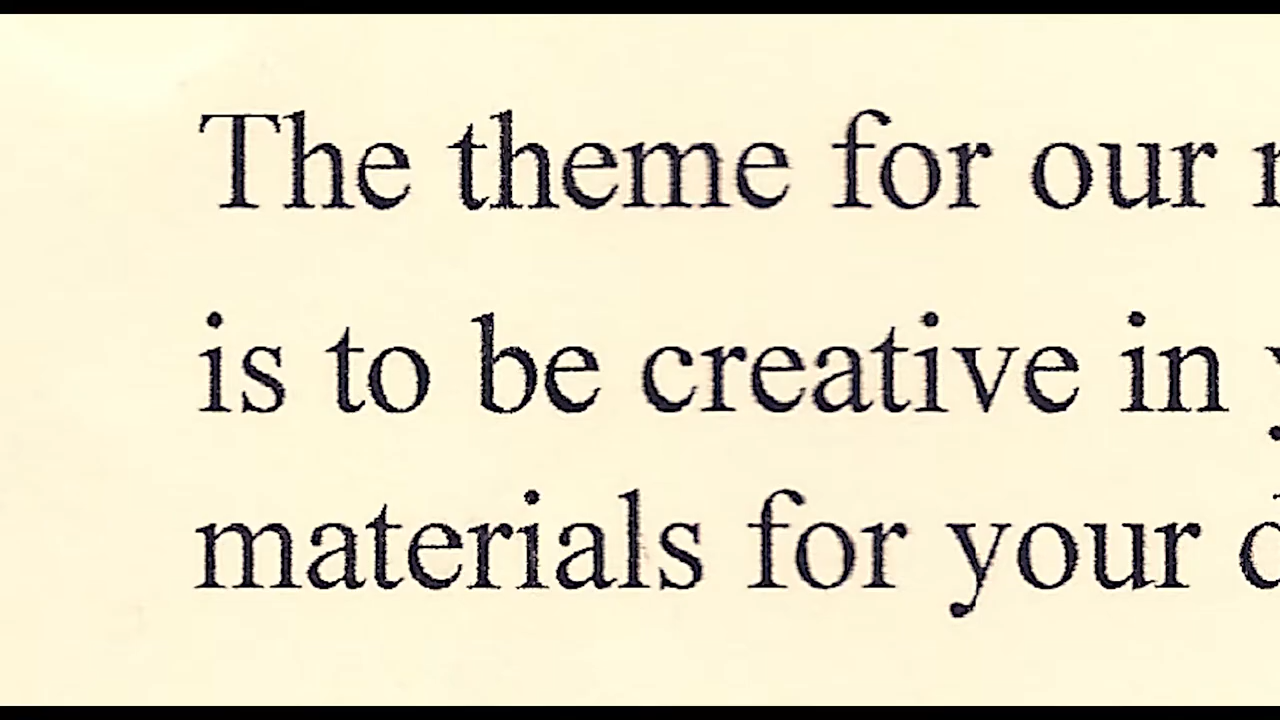 The theme for our
is to be creative in
materials for your